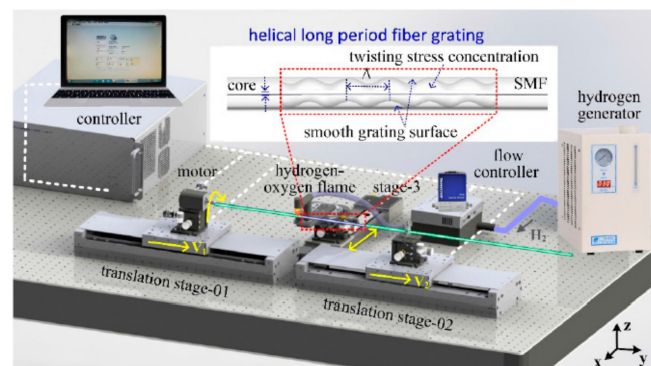 helical long period fiber grating
Λ
twisting stress concentration
core
SMF
smooth grating surface
hydrogen
generator
controller
motor
hydrogen-
oxygen flame
stage-3
flow
controller
H₂
V₁
translation stage-01
V₂
translation stage-02
z
x
y